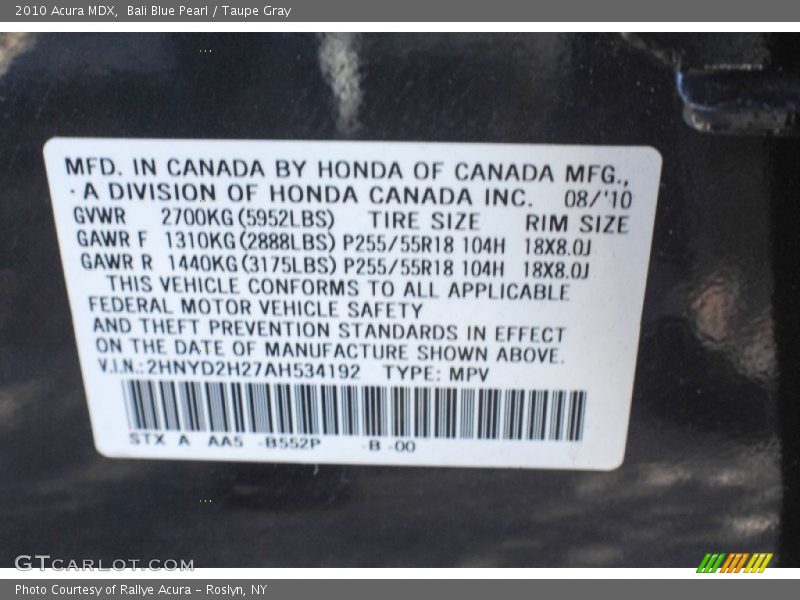 2010 Acura MDX, Bali Blue Pearl / Taupe Gray
MFD. IN CANADA BY HONDA OF CANADA MFG.,
A DIVISION OF HONDA CANADA INC. 08/'10
GVWR 2700KG(5952LBS) TIRE SIZE RIM SIZE
GAWR F 1310KG(2888LBS) P255/55R18 104H 18X8.0J
GAWR R 1440KG(3175LBS) P255/55R18 104H 18X8.0J
THIS VEHICLE CONFORMS TO ALL APPLICABLE
FEDERAL MOTOR VEHICLE SAFETY
AND THEFT PREVENTION STANDARDS IN EFFECT
ON THE DATE OF MANUFACTURE SHOWN ABOVE.
V.I.N.: 2HNYD2H27AH534192 TYPE: MPV
STX A AA5 -B552P -B -00
GTCARLOT.COM
Photo Courtesy of Rallye Acura - Roslyn, NY